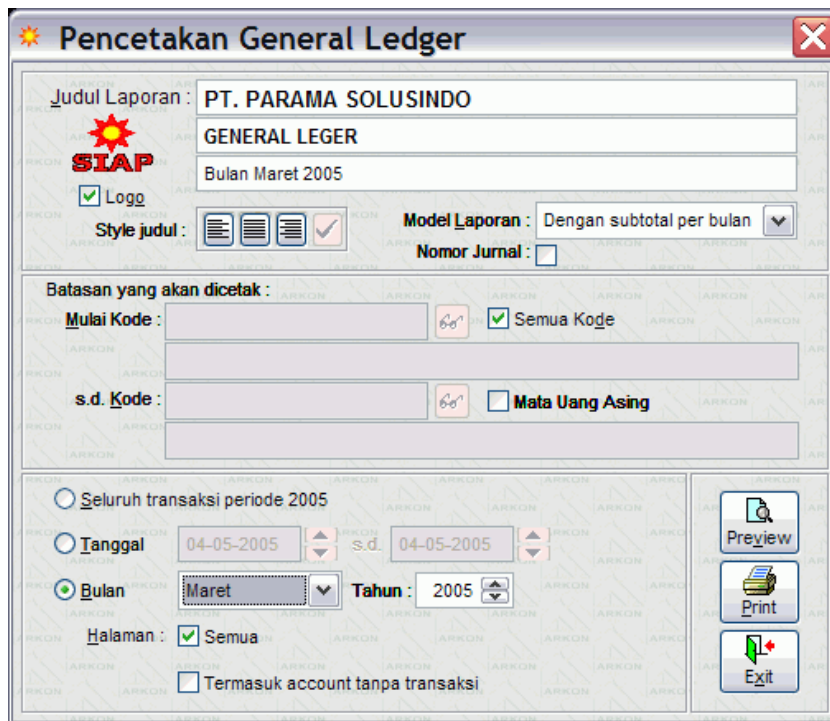 Pencetakan General Ledger
Judul Laporan : PT. PARAMA SOLUSINDO
GENERAL LEGER
Bulan Maret 2005
SIAP
Logo
Style judul :
Model Laporan : Dengan subtotal per bulan
Nomor Jurnal :
Batasan yang akan dicetak :
Mulai Kode : Semua Kode
s.d. Kode : Mata Uang Asing
Seluruh transaksi periode 2005
Tanggal 04-05-2005 s.d. 04-05-2005
Bulan Maret Tahun : 2005
Halaman : Semua
Termasuk account tanpa transaksi
Preview
Print
Exit
ARKON